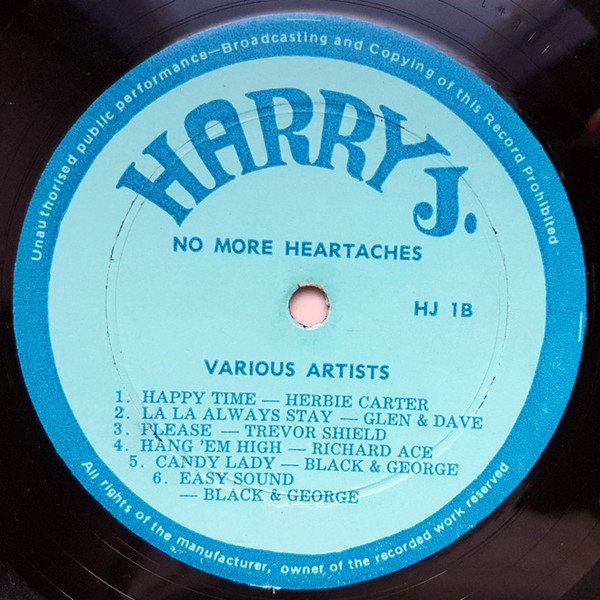 Unauthorised public performance—Broadcasting and Copying of this Record Prohibited
HARRY J.
NO MORE HEARTACHES
HJ 1B
VARIOUS ARTISTS
1. HAPPY TIME — HERBIE CARTER
2. LA LA ALWAYS STAY — GLEN & DAVE
3. PLEASE — TREVOR SHIELD
4. HANG 'EM HIGH — RICHARD ACE
5. CANDY LADY — BLACK & GEORGE
6. EASY SOUND
— BLACK & GEORGE
All rights of the manufacturer, owner of the recorded work reserved